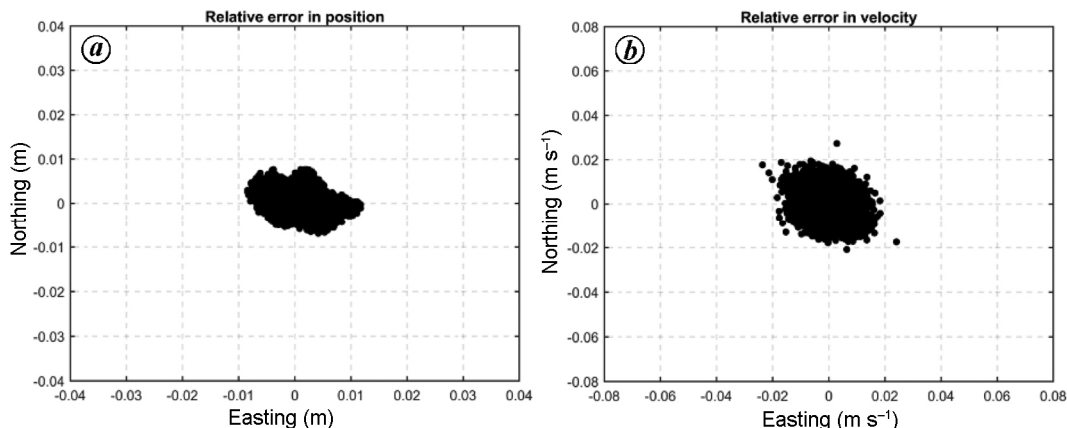 Relative error in position
a
0.04
0.03
0.02
0.01
0
-0.01
-0.02
-0.03
-0.04
Northing (m)
-0.04 -0.03 -0.02 -0.01 0 0.01 0.02 0.03 0.04
Easting (m)
Relative error in velocity
b
0.08
0.06
0.04
0.02
0
-0.02
-0.04
-0.06
-0.08
Northing (m s⁻¹)
-0.08 -0.06 -0.04 -0.02 0 0.02 0.04 0.06 0.08
Easting (m s⁻¹)